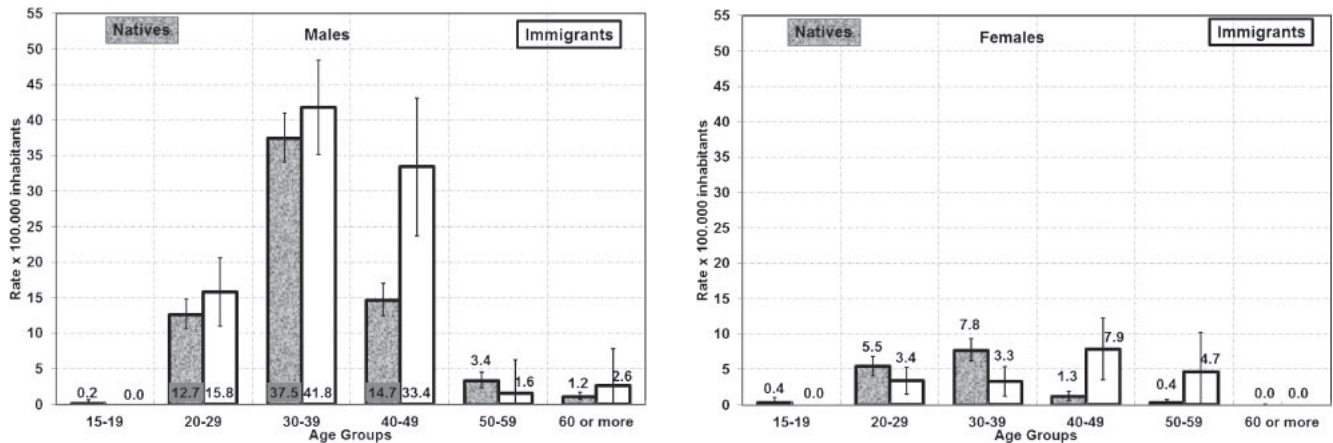 Natives Males Immigrants
Rate x 100.000 inhabitants
55
50
45
40
35
30
25
20
15
10
5
0
0.2 0.0 12.7 15.8 37.5 41.8 14.7 33.4 3.4 1.6 1.2 2.6
15-19 20-29 30-39 40-49 50-59 60 or more
Age Groups
Natives Females Immigrants
Rate x 100.000 inhabitants
55
50
45
40
35
30
25
20
15
10
5
0
0.4 0.0 5.5 3.4 7.8 3.3 1.3 7.9 0.4 4.7 0.0 0.0
15-19 20-29 30-39 40-49 50-59 60 or more
Age Groups